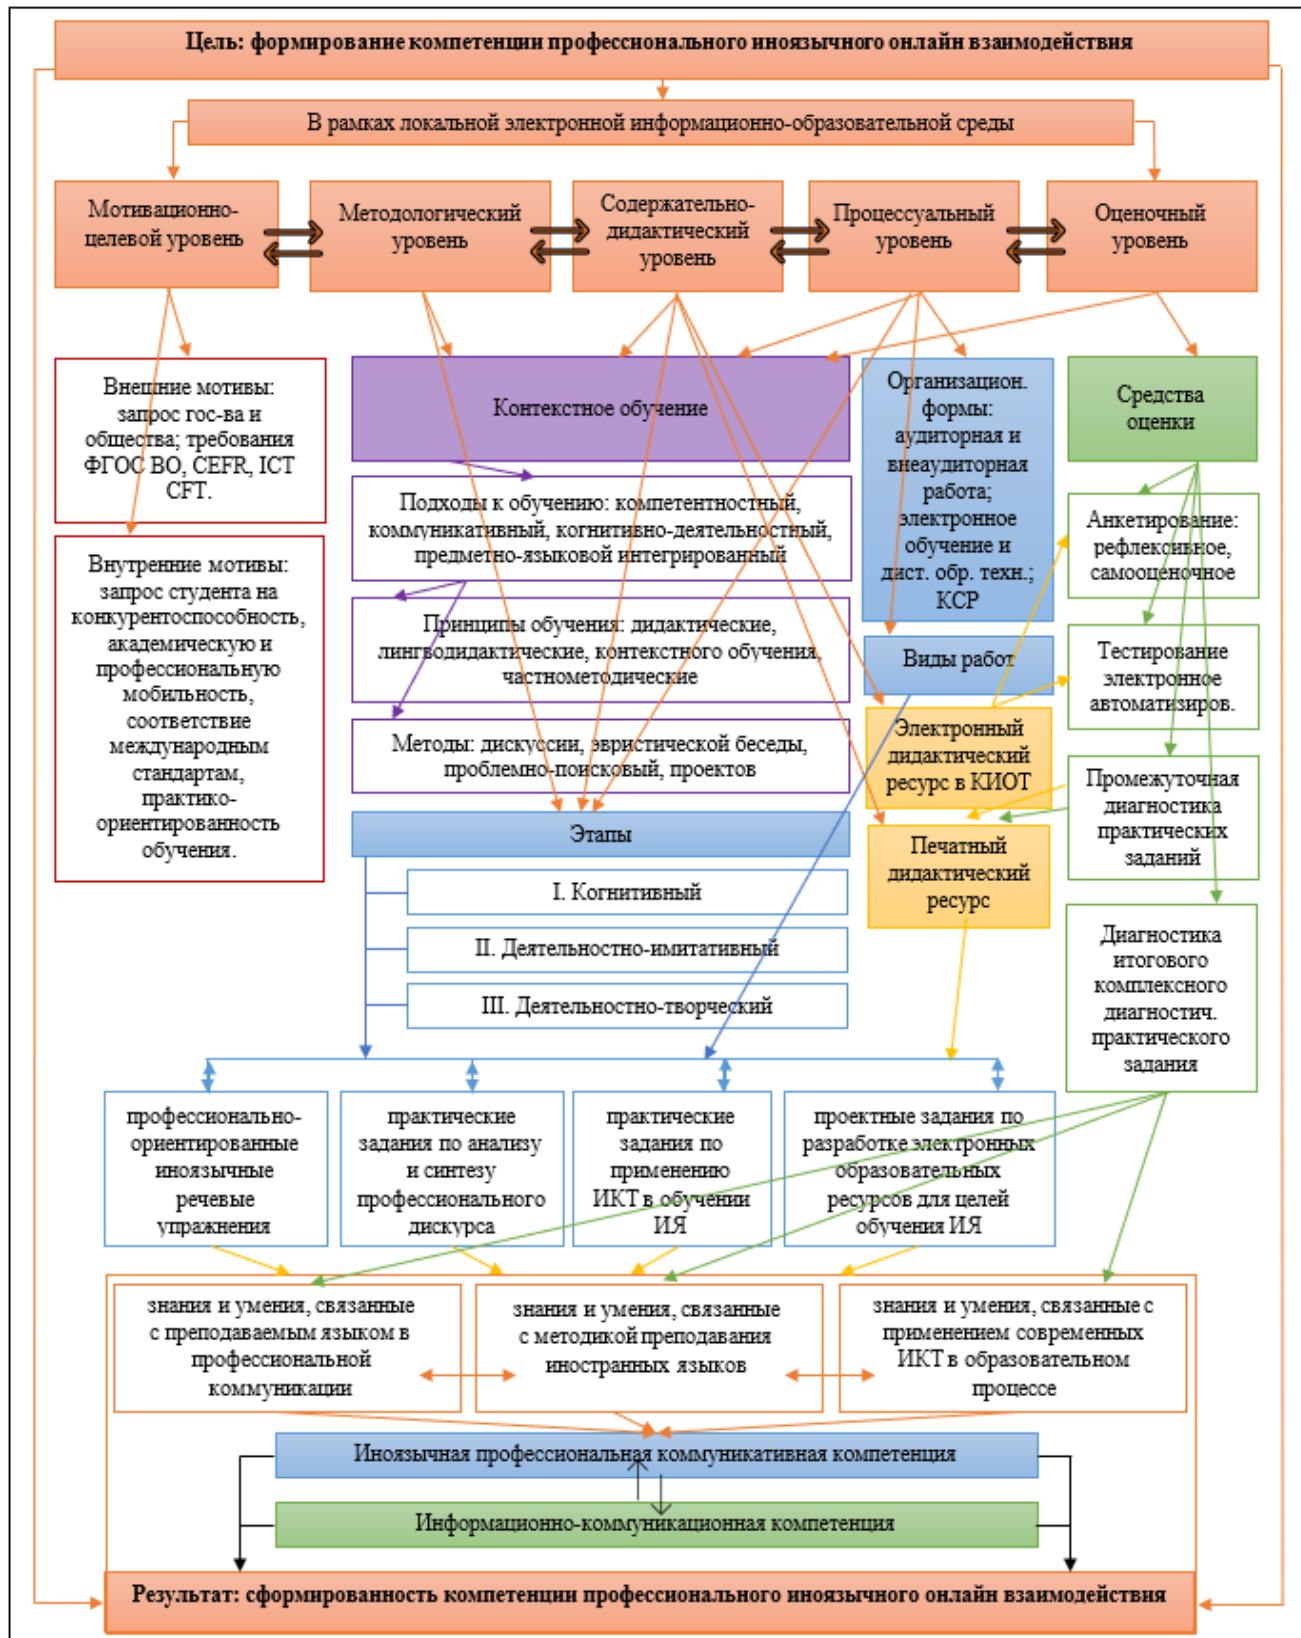 Цель: формирование компетенции профессионального иноязычного онлайн взаимодействия
В рамках локальной электронной информационно-образовательной среды
Мотивационно-
целевой уровень
Методологический
уровень
Содержательно-
дидактический
уровень
Процессуальный
уровень
Оценочный
уровень
Внешние мотивы:
запрос гос-ва и
общества; требования
ФГОС ВО, CEFR, ICT
CFT.
Внутренние мотивы:
запрос студента на
конкурентоспособность,
академическую и
профессиональную
мобильность,
соответствие
международным
стандартам,
практико-
ориентированность
обучения.
Контекстное обучение
Подходы к обучению: компетентностный,
коммуникативный, когнитивно-деятельностный,
предметно-языковой интегрированный
Принципы обучения: дидактические,
лингводидактические, контекстного обучения,
частнометодические
Методы: дискуссии, эвристической беседы,
проблемно-поисковый, проектов
Этапы
I. Когнитивный
II. Деятельностно-имитативный
III. Деятельностно-творческий
Организацион.
формы:
аудиторная и
внеаудиторная
работа;
электронное
обучение и
дист. обр. техн.;
КСР
Виды работ
Электронный
дидактический
ресурс в КИОТ
Печатный
дидактический
ресурс
Средства
оценки
Анкетирование:
рефлексивное,
самооценочное
Тестирование
электронное
автоматизиров.
Промежуточная
диагностика
практических
заданий
Диагностика
итогового
комплексного
диагностич.
практического
задания
профессионально-
ориентированные
иноязычные
речевые
упражнения
практические
задания по анализу
и синтезу
профессионального
дискурса
практические
задания по
применению
ИКТ в обучении
ИЯ
проектные задания по
разработке электронных
образовательных
ресурсов для целей
обучения ИЯ
знания и умения, связанные
с преподаваемым языком в
профессиональной
коммуникации
знания и умения, связанные
с методикой преподавания
иностранных языков
знания и умения, связанные с
применением современных
ИКТ в образовательном
процессе
Иноязычная профессиональная коммуникативная компетенция
Информационно-коммуникационная компетенция
Результат: сформированность компетенции профессионального иноязычного онлайн взаимодействия